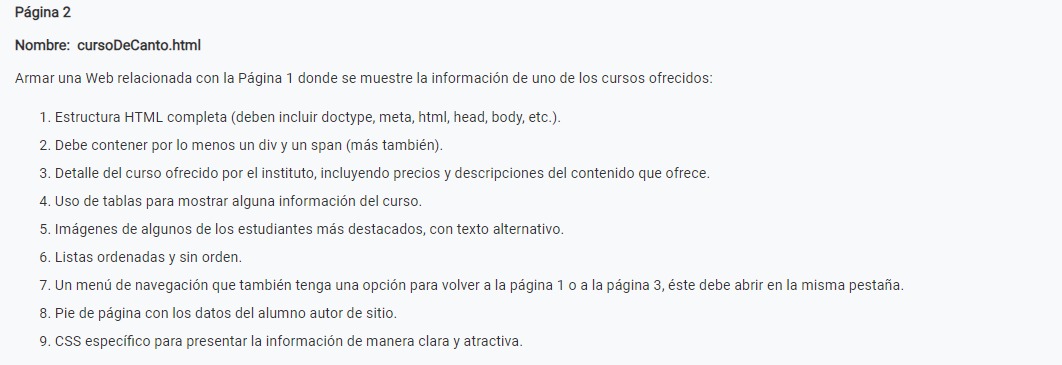 Página 2
Nombre:  cursoDeCanto.html
Armar una Web relacionada con la Página 1 donde se muestre la información de uno de los cursos ofrecidos:
1. Estructura HTML completa (deben incluir doctype, meta, html, head, body, etc.).
2. Debe contener por lo menos un div y un span (más también).
3. Detalle del curso ofrecido por el instituto, incluyendo precios y descripciones del contenido que ofrece.
4. Uso de tablas para mostrar alguna información del curso.
5. Imágenes de algunos de los estudiantes más destacados, con texto alternativo.
6. Listas ordenadas y sin orden.
7. Un menú de navegación que también tenga una opción para volver a la página 1 o a la página 3, éste debe abrir en la misma pestaña.
8. Pie de página con los datos del alumno autor de sitio.
9. CSS específico para presentar la información de manera clara y atractiva.